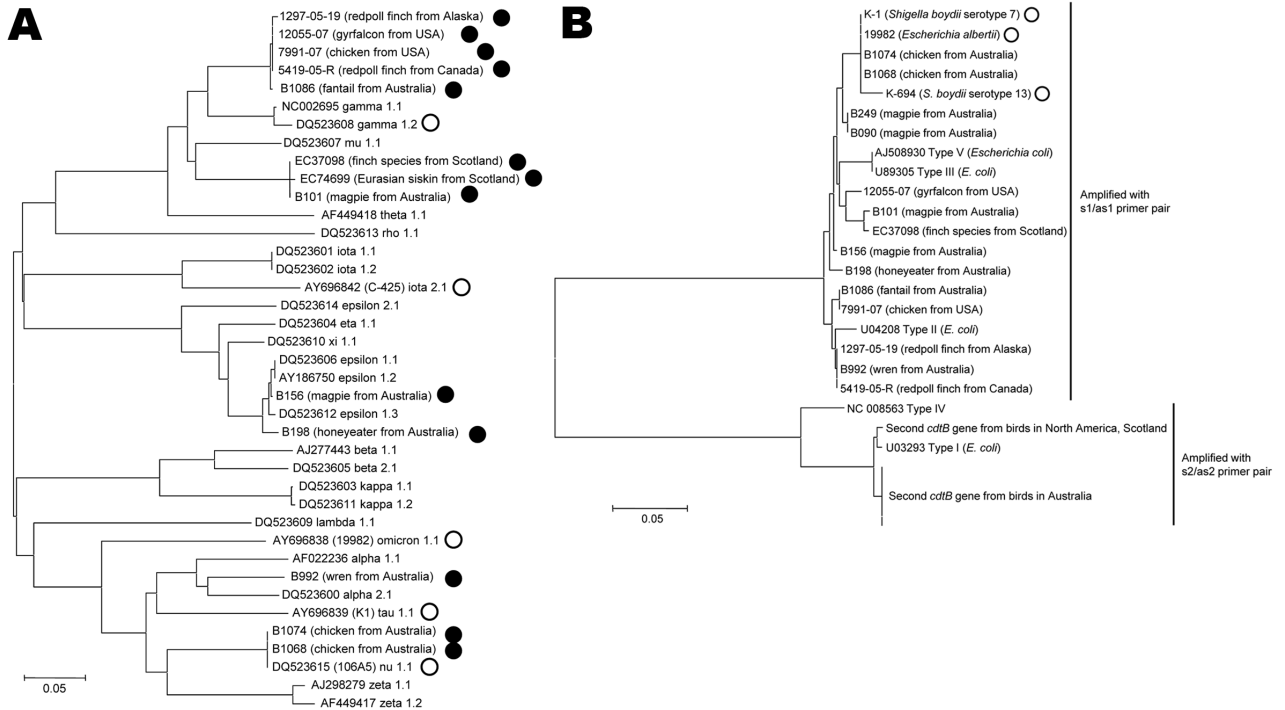 A
1297-05-19 (redpoll finch from Alaska)
12055-07 (gyrfalcon from USA)
7991-07 (chicken from USA)
5419-05-R (redpoll finch from Canada)
B1086 (fantail from Australia)
NC002695 gamma 1.1
DQ523608 gamma 1.2
DQ523607 mu 1.1
EC37098 (finch species from Scotland)
EC74699 (Eurasian siskin from Scotland)
B101 (magpie from Australia)
AF449418 theta 1.1
DQ523613 rho 1.1
DQ523601 iota 1.1
DQ523602 iota 1.2
AY696842 (C-425) iota 2.1
DQ523614 epsilon 2.1
DQ523604 eta 1.1
DQ523610 xi 1.1
DQ523606 epsilon 1.1
AY186750 epsilon 1.2
B156 (magpie from Australia)
DQ523612 epsilon 1.3
B198 (honeyeater from Australia)
AJ277443 beta 1.1
DQ523605 beta 2.1
DQ523603 kappa 1.1
DQ523611 kappa 1.2
DQ523609 lambda 1.1
AY696838 (19982) omicron 1.1
AF022236 alpha 1.1
B992 (wren from Australia)
DQ523600 alpha 2.1
AY696839 (K1) tau 1.1
B1074 (chicken from Australia)
B1068 (chicken from Australia)
DQ523615 (106A5) nu 1.1
AJ298279 zeta 1.1
AF449417 zeta 1.2
0.05
B
K-1 (Shigella boydii serotype 7)
19982 (Escherichia albertii)
B1074 (chicken from Australia)
B1068 (chicken from Australia)
K-694 (S. boydii serotype 13)
B249 (magpie from Australia)
B090 (magpie from Australia)
AJ508930 Type V (Escherichia coli)
U89305 Type III (E. coli)
12055-07 (gyrfalcon from USA)
B101 (magpie from Australia)
EC37098 (finch species from Scotland)
B156 (magpie from Australia)
B198 (honeyeater from Australia)
B1086 (fantail from Australia)
7991-07 (chicken from USA)
U04208 Type II (E. coli)
1297-05-19 (redpoll finch from Alaska)
B992 (wren from Australia)
5419-05-R (redpoll finch from Canada)
NC 008563 Type IV
Second cdtB gene from birds in North America, Scotland
U03293 Type I (E. coli)
Second cdtB gene from birds in Australia
0.05
Amplified with
s1/as1 primer pair
Amplified with
s2/as2 primer pair